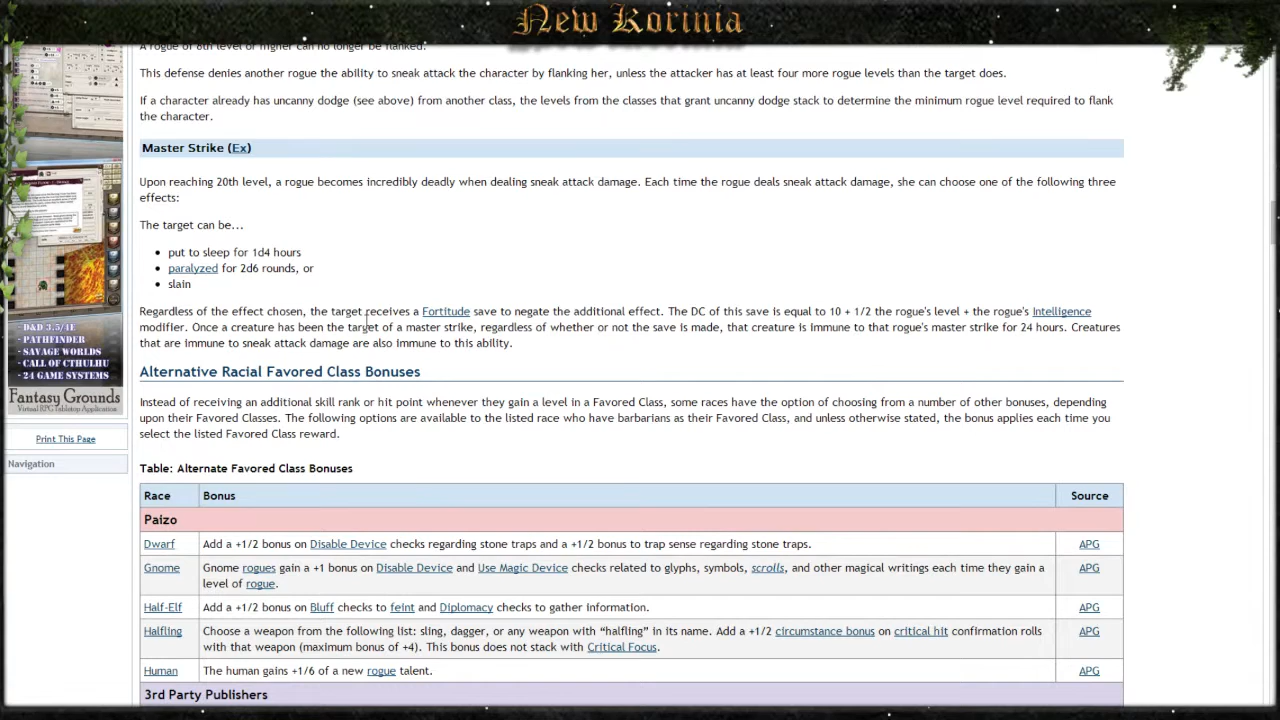 New Korinia
A rogue of 8th level or higher can no longer be flanked.
This defense denies another rogue the ability to sneak attack the character by flanking her, unless the attacker has at least four more rogue levels than the target does.
If a character already has uncanny dodge (see above) from another class, the levels from the classes that grant uncanny dodge stack to determine the minimum rogue level required to flank
the character.
Master Strike (Ex)
Upon reaching 20th level, a rogue becomes incredibly deadly when dealing sneak attack damage. Each time the rogue deals sneak attack damage, she can choose one of the following three
effects:
The target can be...
• put to sleep for 1d4 hours
• paralyzed for 2d6 rounds, or
• slain
Regardless of the effect chosen, the target receives a Fortitude save to negate the additional effect. The DC of this save is equal to 10 + 1/2 the rogue's level + the rogue's Intelligence
modifier. Once a creature has been the target of a master strike, regardless of whether or not the save is made, that creature is immune to that rogue's master strike for 24 hours. Creatures
that are immune to sneak attack damage are also immune to this ability.
Alternative Racial Favored Class Bonuses
Instead of receiving an additional skill rank or hit point whenever they gain a level in a Favored Class, some races have the option of choosing from a number of other bonuses, depending
upon their Favored Classes. The following options are available to the listed race who have barbarians as their Favored Class, and unless otherwise stated, the bonus applies each time you
select the listed Favored Class reward.
Table: Alternate Favored Class Bonuses
Race Bonus Source
Paizo
Dwarf Add a +1/2 bonus on Disable Device checks regarding stone traps and a +1/2 bonus to trap sense regarding stone traps. APG
Gnome Gnome rogues gain a +1 bonus on Disable Device and Use Magic Device checks related to glyphs, symbols, scrolls, and other magical writings each time they gain a APG
level of rogue.
Half-Elf Add a +1/2 bonus on Bluff checks to feint and Diplomacy checks to gather information. APG
Halfling Choose a weapon from the following list: sling, dagger, or any weapon with “halfling” in its name. Add a +1/2 circumstance bonus on critical hit confirmation rolls APG
with that weapon (maximum bonus of +4). This bonus does not stack with Critical Focus.
Human The human gains +1/6 of a new rogue talent. APG
3rd Party Publishers
- D&D 3.5/4E
- PATHFINDER
- SAVAGE WORLDS
- CALL OF CTHULHU
- 24 GAME SYSTEMS
Fantasy Grounds
Virtual RPG Tabletop Application
Print This Page
Navigation